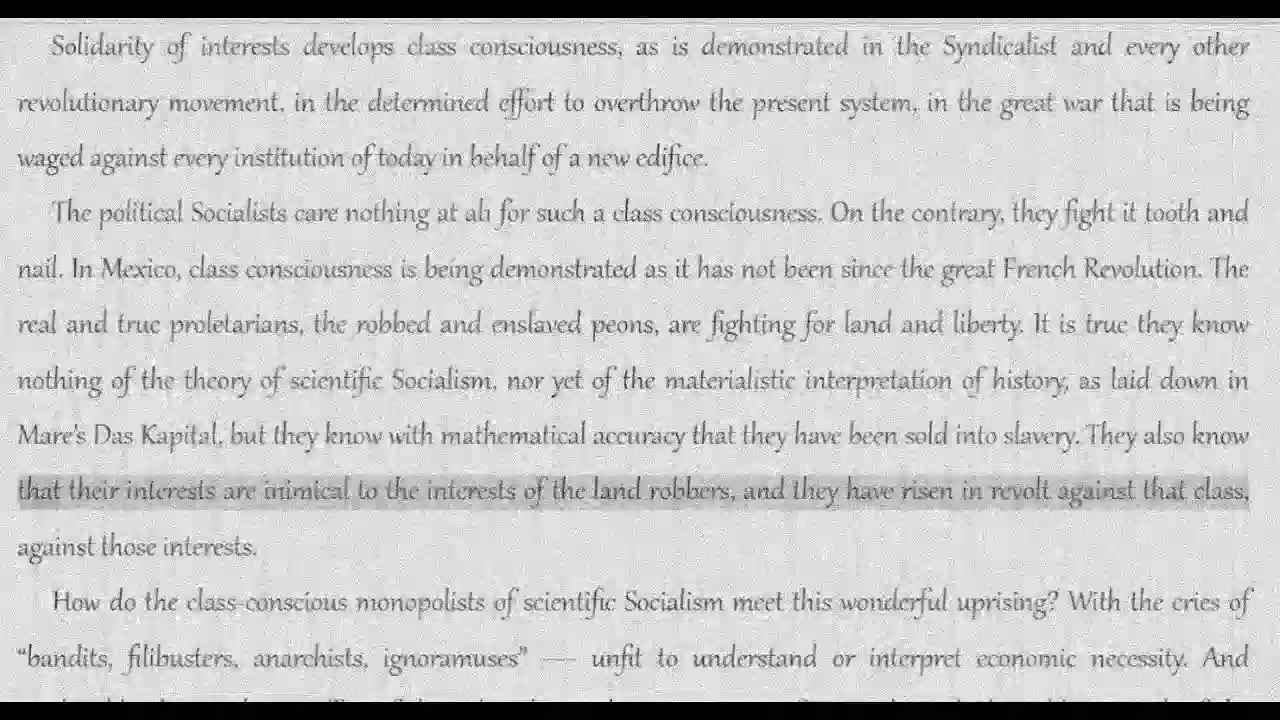 Solidarity of interests develops class consciousness, as is demonstrated in the Syndicalist and every other
revolutionary movement, in the determined effort to overthrow the present system, in the great war that is being
waged against every institution of today in behalf of a new edifice.
The political Socialists care nothing at all for such a class consciousness. On the contrary, they fight it tooth and
nail. In Mexico, class consciousness is being demonstrated as it has not been since the great French Revolution. The
real and true proletarians, the robbed and enslaved peons, are fighting for land and liberty. It is true they know
nothing of the theory of scientific Socialism, nor yet of the materialistic interpretation of history, as laid down in
Marc's Das Kapital, but they know with mathematical accuracy that they have been sold into slavery. They also know
that their interests are inimical to the interests of the land robbers, and they have risen in revolt against that class,
against those interests.
How do the class-conscious monopolists of scientific Socialism meet this wonderful uprising? With the cries of
“bandits, filibusters, anarchists, ignoramuses” — unfit to understand or interpret economic necessity. And